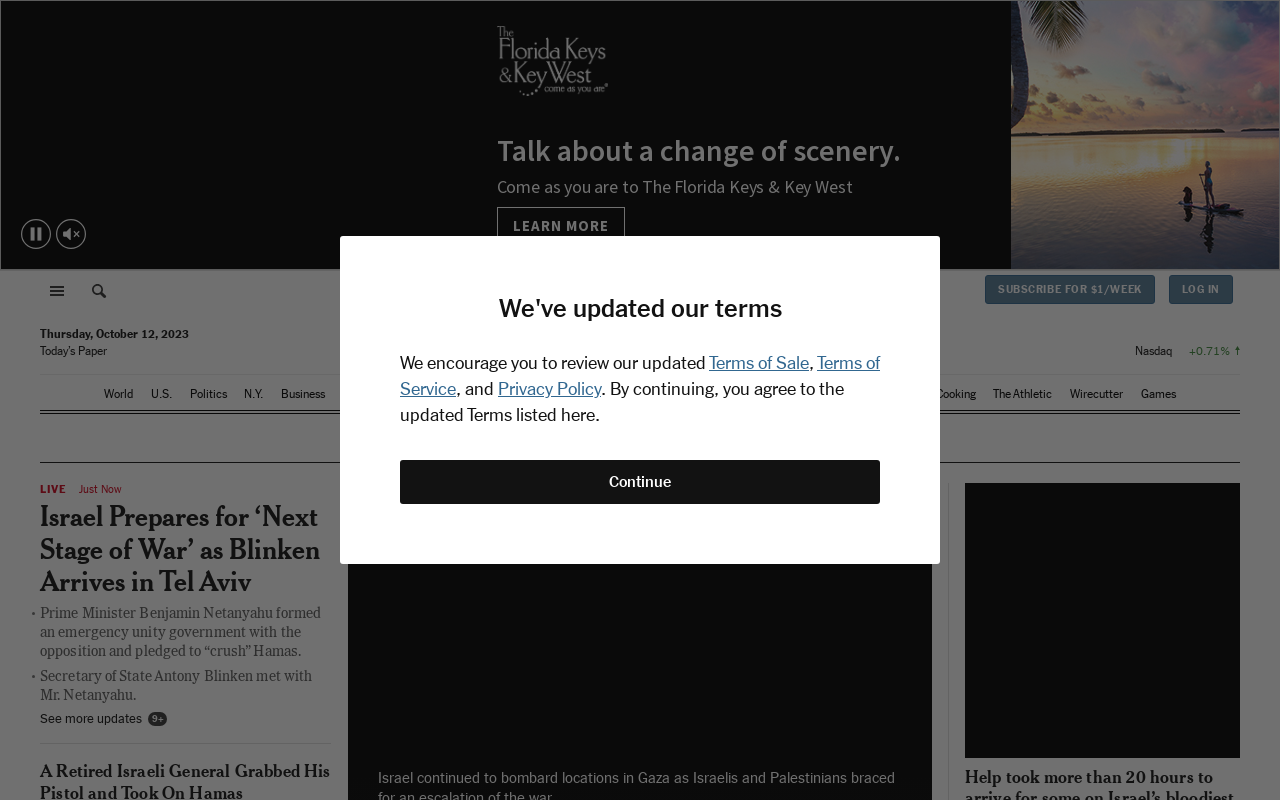 The
Florida Keys
& Key West
come as you are®
Talk about a change of scenery.
Come as you are to The Florida Keys & Key West
LEARN MORE
SUBSCRIBE FOR $1/WEEK
LOG IN
Thursday, October 12, 2023
Today's Paper
Nasdaq +0.71% ↑
World U.S. Politics N.Y. Business Cooking The Athletic Wirecutter Games
We've updated our terms
We encourage you to review our updated Terms of Sale, Terms of
Service, and Privacy Policy. By continuing, you agree to the
updated Terms listed here.
Continue
LIVE Just Now
Israel Prepares for ‘Next
Stage of War’ as Blinken
Arrives in Tel Aviv
• Prime Minister Benjamin Netanyahu formed
an emergency unity government with the
opposition and pledged to “crush” Hamas.
• Secretary of State Antony Blinken met with
Mr. Netanyahu.
See more updates 9+
A Retired Israeli General Grabbed His
Pistol and Took On Hamas
Israel continued to bombard locations in Gaza as Israelis and Palestinians braced
for an escalation of the war.
Help took more than 20 hours to
arrive for some on Israel’s bloodiest